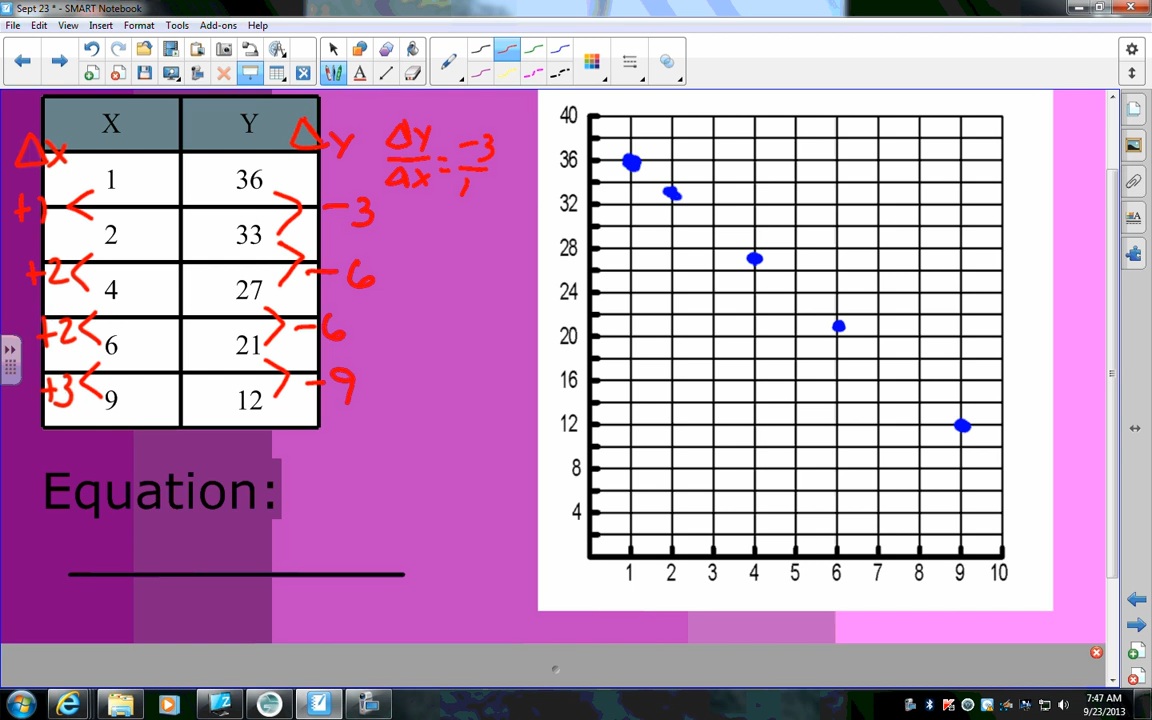 Sept 23 * - SMART Notebook
File Edit View Insert Format Tools Add-ons Help
X Y
Δx Δy
1 36
2 33
4 27
6 21
9 12
+1 -3
+2 -6
+2 -6
+3 -9
Δy/Δx = -3/1
Equation:
40
36
32
28
24
20
16
12
8
4
1 2 3 4 5 6 7 8 9 10
7:47 AM
9/23/2013